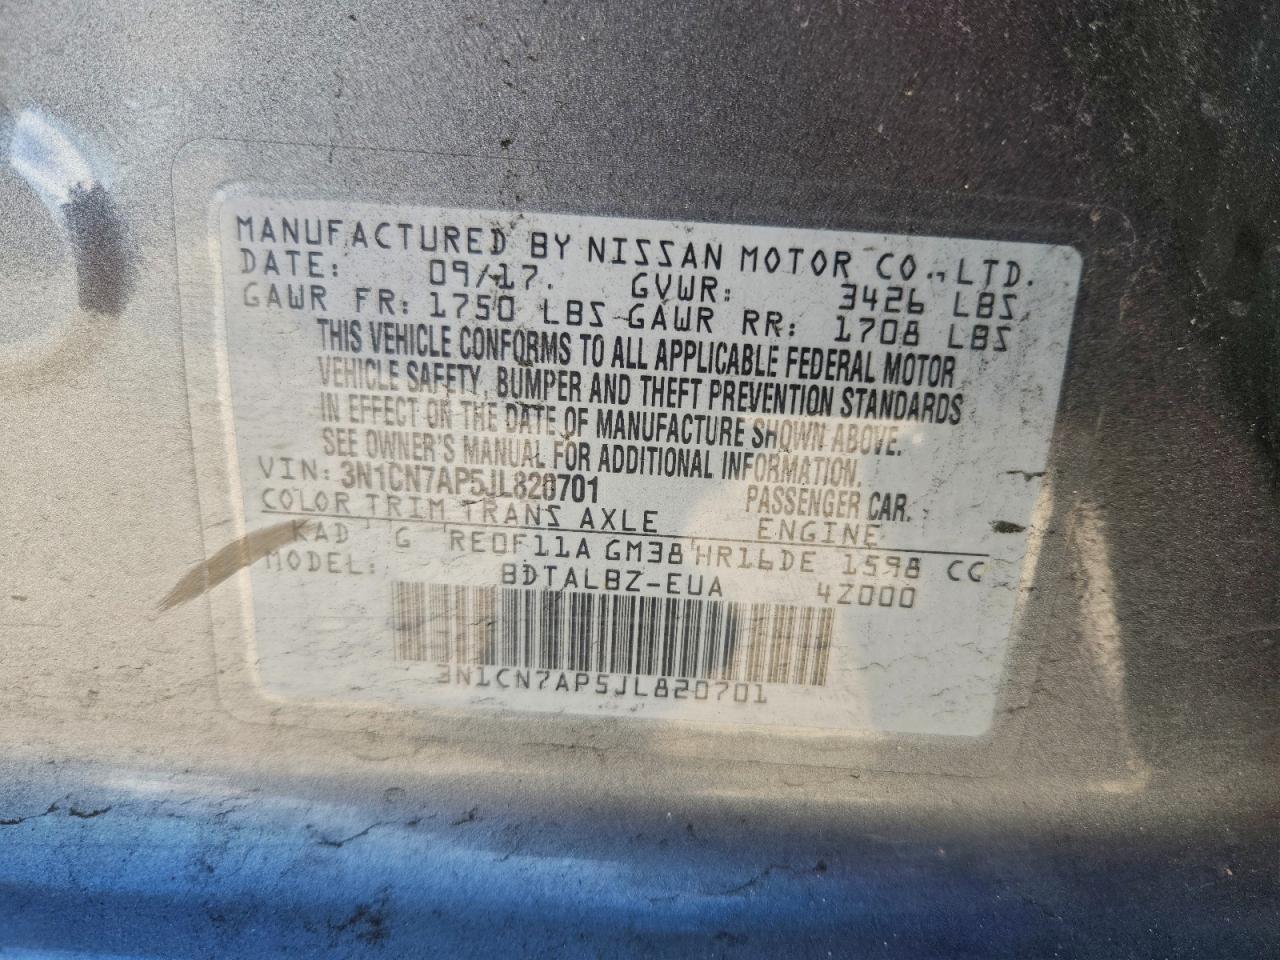 MANUFACTURED BY NISSAN MOTOR CO., LTD.
DATE: 09/17. GVWR: 3426 LBS
GAWR FR: 1750 LBS GAWR RR: 1708 LBS
THIS VEHICLE CONFORMS TO ALL APPLICABLE FEDERAL MOTOR
VEHICLE SAFETY, BUMPER AND THEFT PREVENTION STANDARDS
IN EFFECT ON THE DATE OF MANUFACTURE SHOWN ABOVE.
SEE OWNER'S MANUAL FOR ADDITIONAL INFORMATION.
VIN: 3N1CN7AP5JL820701 PASSENGER CAR.
COLOR TRIM TRANS AXLE ENGINE
KAD G RE0F11A GM38 HR16DE 1598 CC
MODEL: BDTALBZ-EUA 4Z000
3N1CN7AP5JL820701